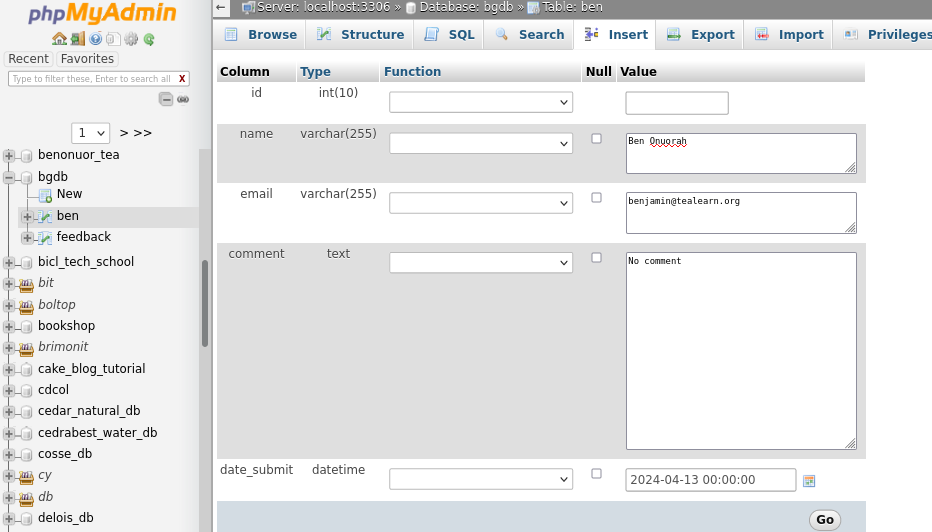 phpMyAdmin
Recent Favorites
Type to filter these, Enter to search all X
1 > >>
benonuor_tea
bgdb
New
ben
feedback
bicl_tech_school
bit
boltop
bookshop
brimonit
cake_blog_tutorial
cdcol
cedar_natural_db
cedrabest_water_db
cosse_db
cy
db
delois_db
← Server: localhost:3306 » Database: bgdb » Table: ben
Browse Structure SQL Search Insert Export Import Privileges
Column Type Function Null Value
id int(10)
name varchar(255) Ben Onuorah
email varchar(255) benjamin@tealearn.org
comment text No comment
date_submit datetime 2024-04-13 00:00:00
Go